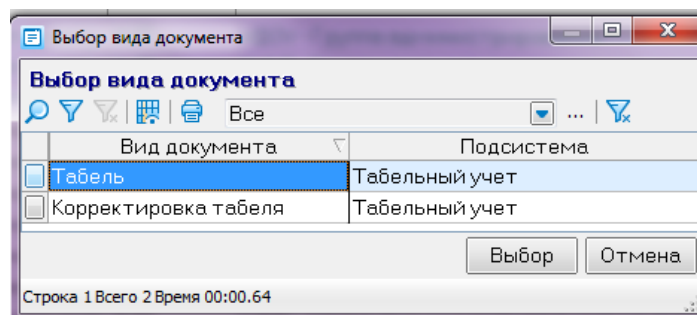 Выбор вида документа
Выбор вида документа
Все ...
Вид документа Подсистема
Табель Табельный учет
Корректировка табеля Табельный учет
Выбор Отмена
Строка 1 Всего 2 Время 00:00.64